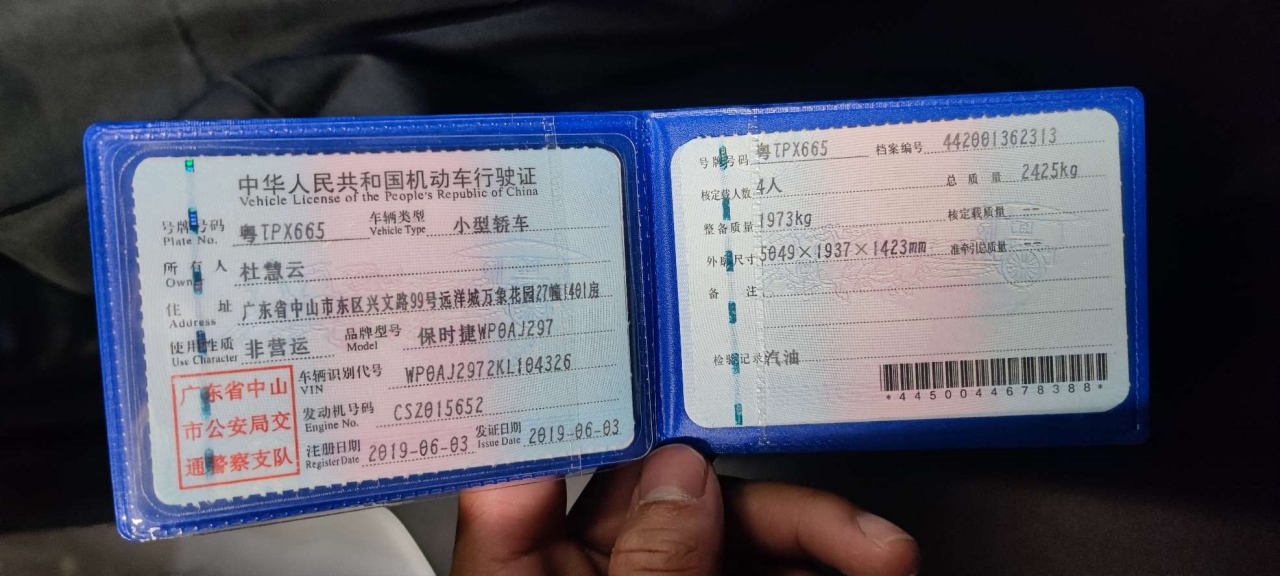 中华人民共和国机动车行驶证
Vehicle License of the People's Republic of China
号牌号码 粤TPX665 车辆类型 小型轿车
Plate No. Vehicle Type
所有人 杜慧云
Owner
住址 广东省中山市东区兴文路99号远洋城万象花园27幢1401房
Address
使用性质 非营运 品牌型号 保时捷WP0AJ297
Use Character Model
广东省中山
市公安局交
通警察支队
车辆识别代号 WP0AJ2972KL104326
VIN
发动机号码 CSZ015652
Engine No.
注册日期 2019-06-03 发证日期 2019-06-03
Register Date Issue Date
号牌号码 粤TPX665 档案编号 442001362313
核定载人数 4人 总质量 2425kg
整备质量 1973kg 核定载质量 --
外廓尺寸 5049×1937×1423mm 准牵引总质量 --
备注
检验记录 汽油
*4450044678388*